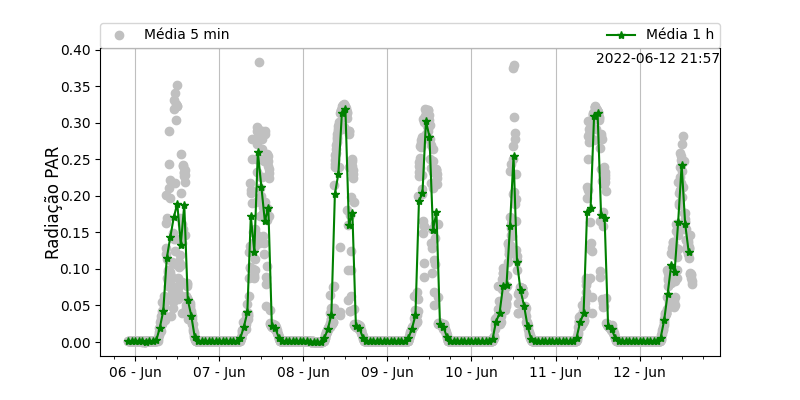 Média 5 min
Média 1 h
2022-06-12 21:57
Radiação PAR
0.40
0.35
0.30
0.25
0.20
0.15
0.10
0.05
0.00
06 - Jun
07 - Jun
08 - Jun
09 - Jun
10 - Jun
11 - Jun
12 - Jun